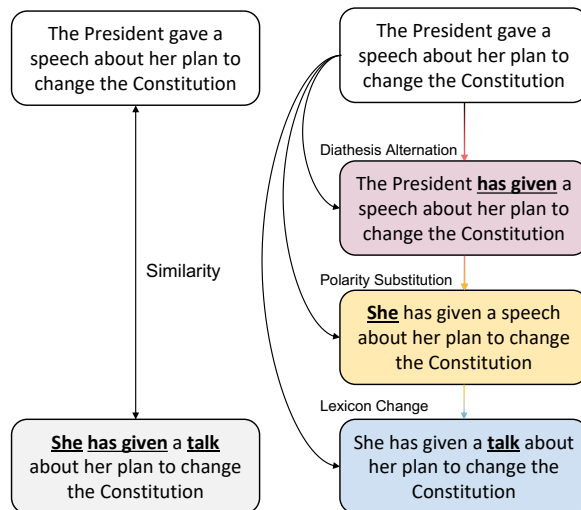 The President gave a
speech about her plan to
change the Constitution
Similarity
She has given a talk
about her plan to change
the Constitution
The President gave a
speech about her plan to
change the Constitution
Diathesis Alternation
The President has given a
speech about her plan to
change the Constitution
Polarity Substitution
She has given a speech
about her plan to change
the Constitution
Lexicon Change
She has given a talk about
her plan to change the
Constitution